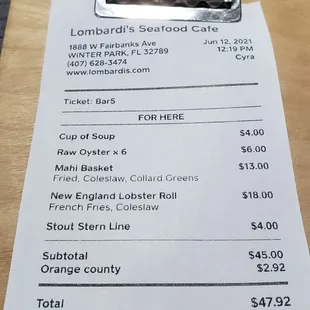 Lombardi's Seafood Cafe
1888 W Fairbanks Ave Jun 12, 2021
WINTER PARK, FL 32789 12:19 PM
(407) 628-3474 Cyra
www.lombardis.com
Ticket: Bar5
FOR HERE
Cup of Soup $4.00
Raw Oyster x 6 $6.00
Mahi Basket $13.00
Fried, Coleslaw, Collard Greens
New England Lobster Roll $18.00
French Fries, Coleslaw
Stout Stern Line $4.00
Subtotal $45.00
Orange county $2.92
Total $47.92